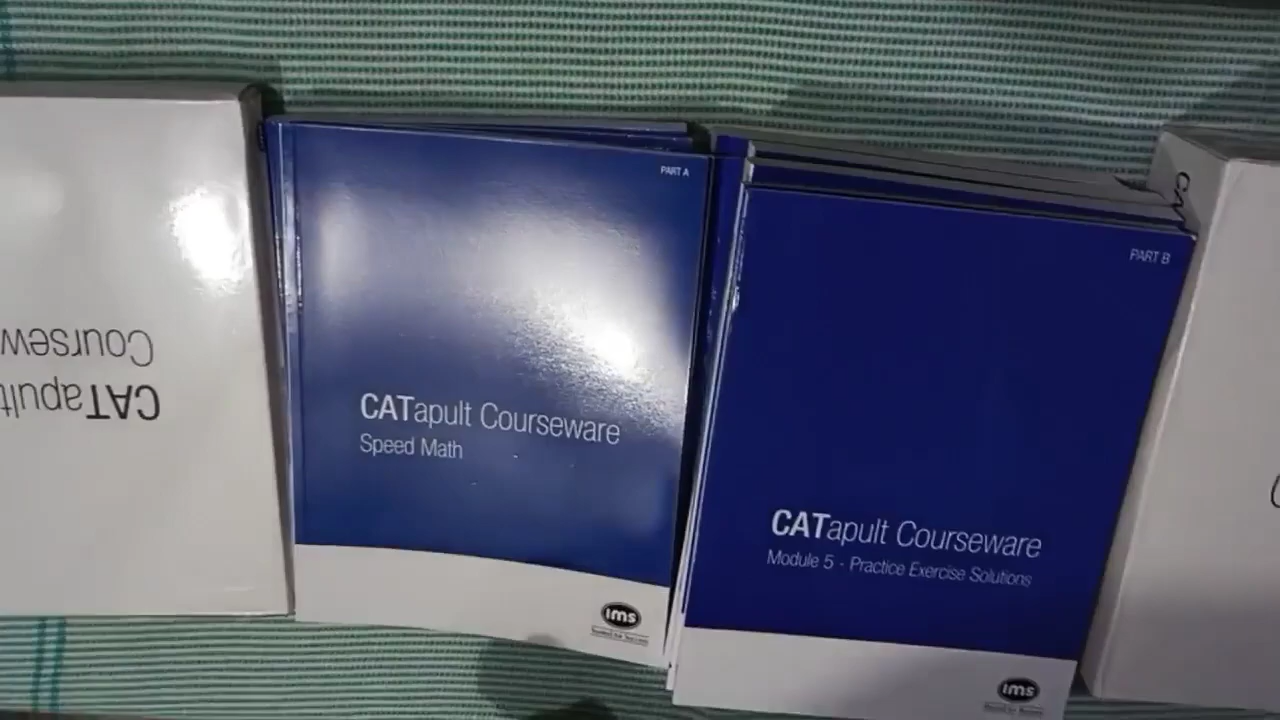 CATapult
Coursew
PART A
CATapult Courseware
Speed Math
ims
PART B
CATapult Courseware
Module 5 - Practice Exercise Solutions
ims